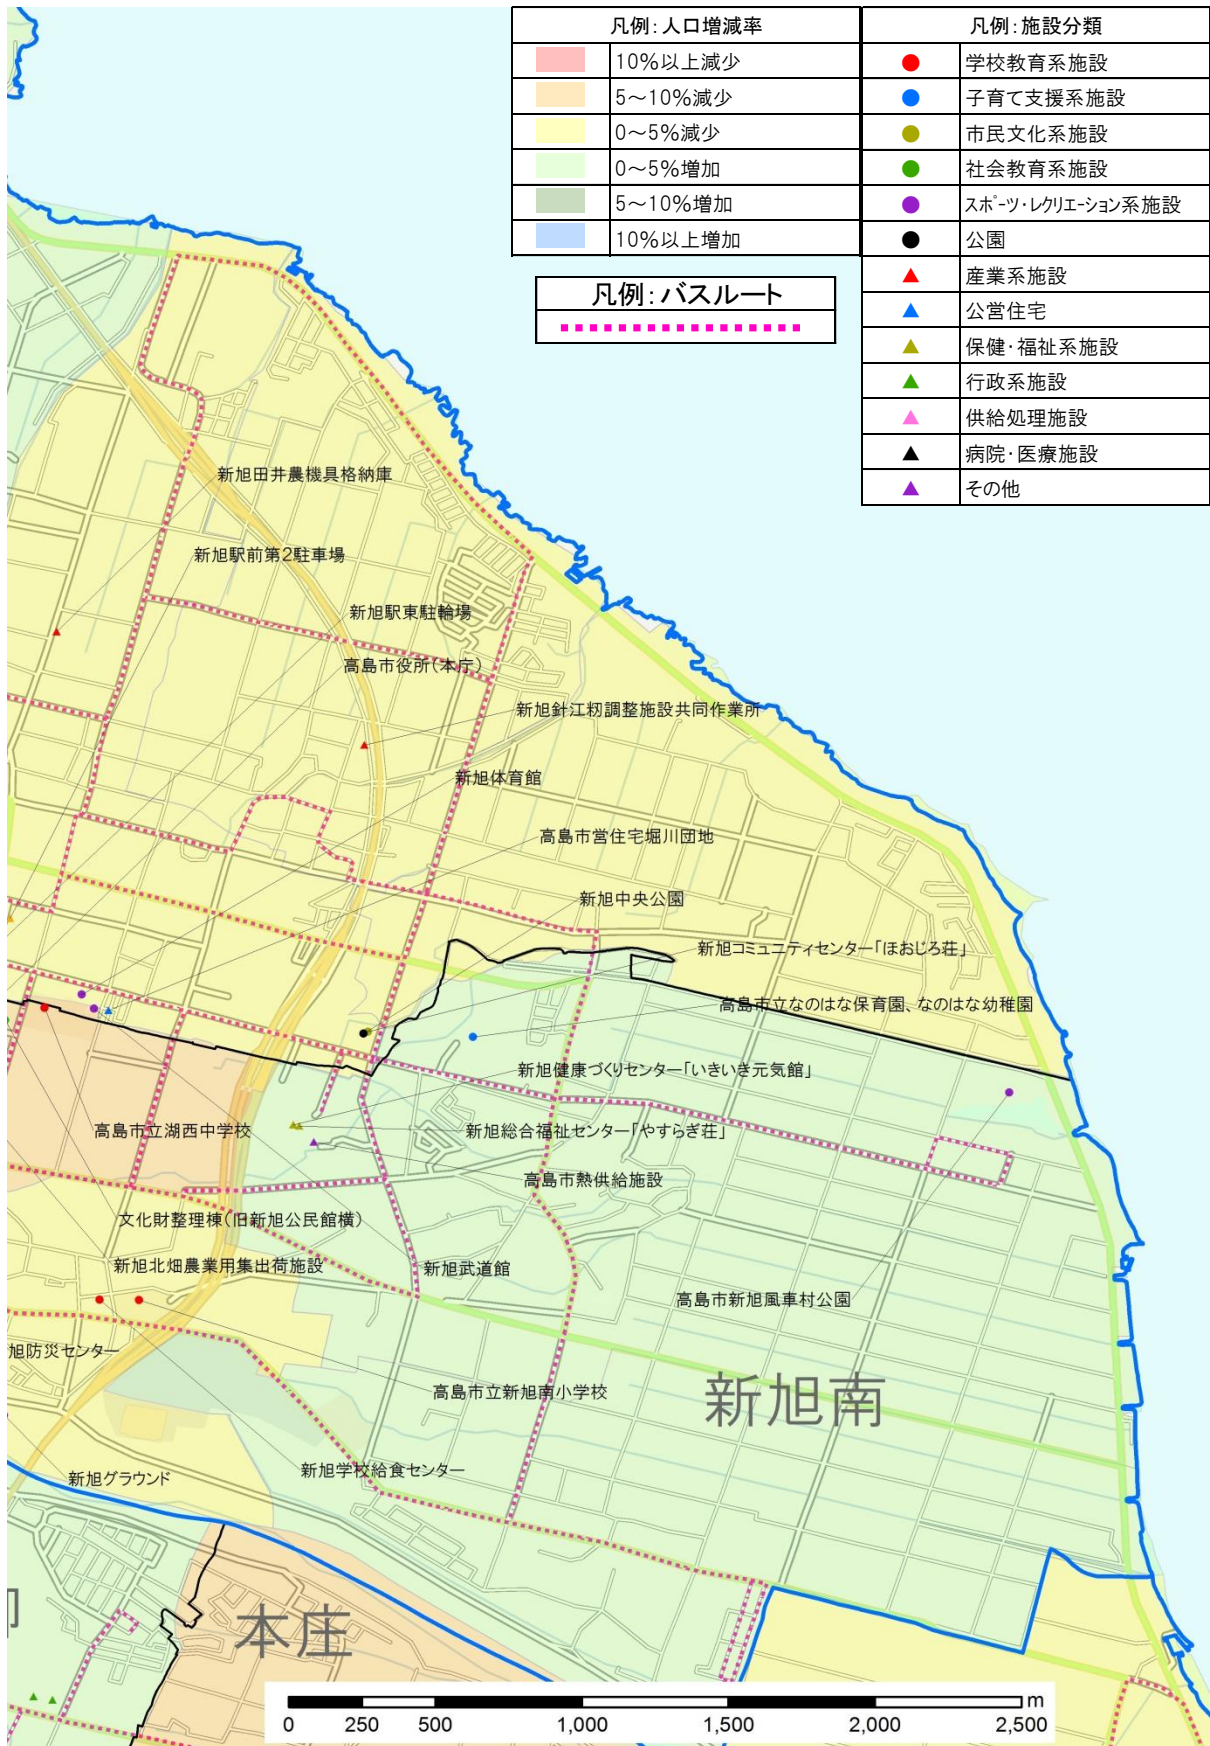 凡例:人口増減率
10%以上減少
5～10%減少
0～5%減少
0～5%増加
5～10%増加
10%以上増加
凡例:施設分類
学校教育系施設
子育て支援系施設
市民文化系施設
社会教育系施設
スポーツ・レクリエーション系施設
公園
産業系施設
公営住宅
保健・福祉系施設
行政系施設
供給処理施設
病院・医療施設
その他
凡例:バスルート
新旭田井農機具格納庫
新旭駅前第2駐車場
新旭駅東駐輪場
高島市役所(本庁)
新旭針江籾調整施設共同作業所
新旭体育館
高島市営住宅堀川団地
新旭中央公園
新旭コミュニティセンター「ほおじろ荘」
高島市立なのはな保育園、なのはな幼稚園
新旭健康づくりセンター「いきいき元気館」
高島市立湖西中学校
新旭総合福祉センター「やすらぎ荘」
高島市熱供給施設
文化財整理棟(旧新旭公民館横)
新旭北畑農業用集出荷施設
新旭武道館
高島市新旭風車村公園
旭防災センター
高島市立新旭南小学校
新旭南
新旭学校給食センター
新旭グラウンド
本庄
m
0 250 500 1,000 1,500 2,000 2,500